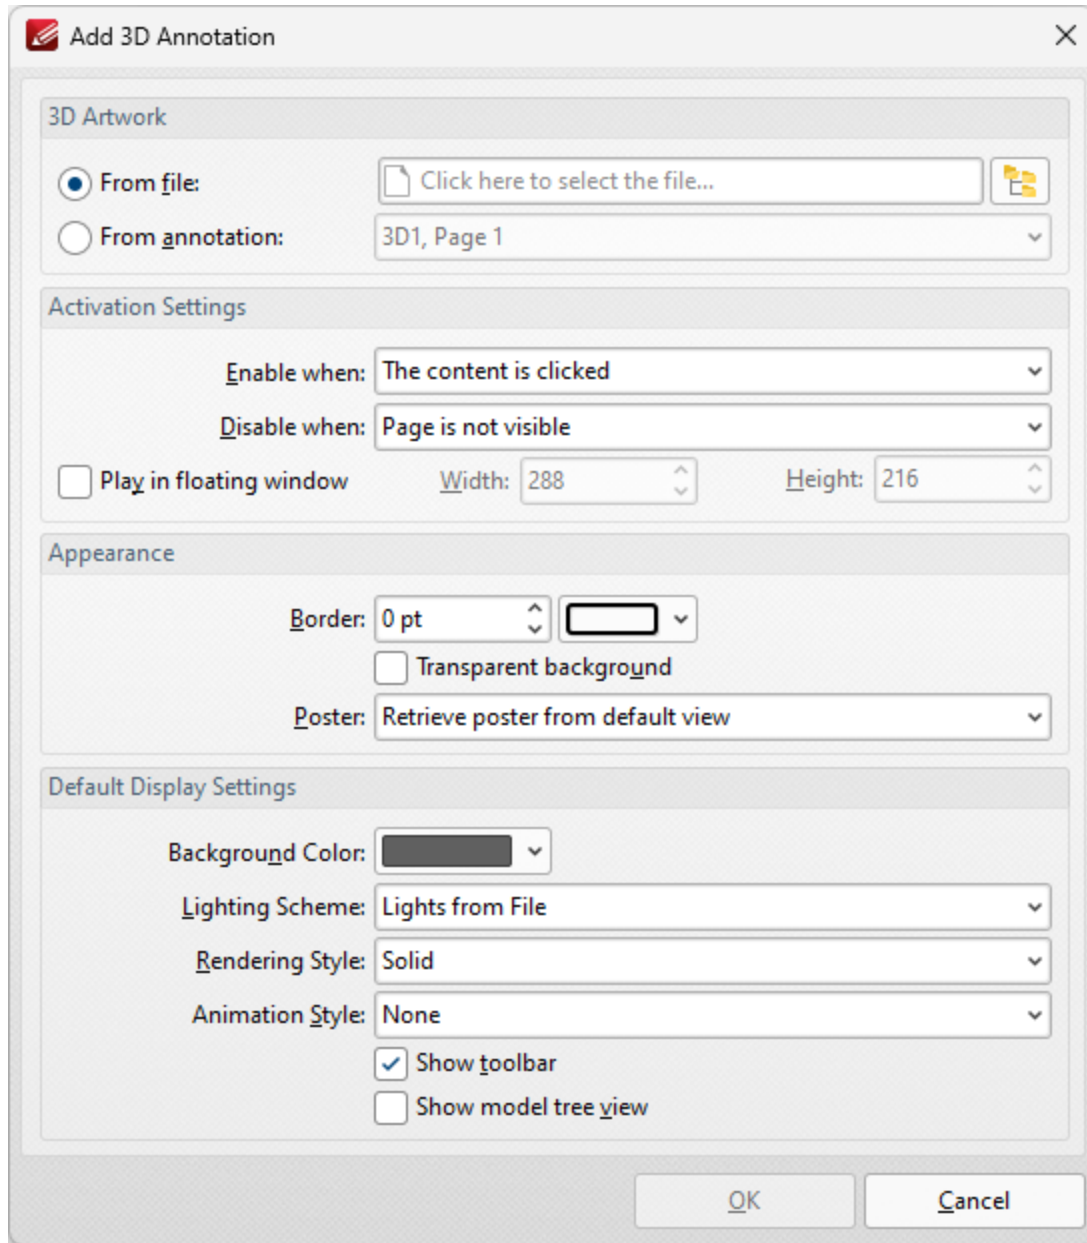 Add 3D Annotation
3D Artwork
From file: Click here to select the file...
From annotation: 3D1, Page 1
Activation Settings
Enable when: The content is clicked
Disable when: Page is not visible
Play in floating window Width: 288 Height: 216
Appearance
Border: 0 pt
Transparent background
Poster: Retrieve poster from default view
Default Display Settings
Background Color:
Lighting Scheme: Lights from File
Rendering Style: Solid
Animation Style: None
Show toolbar
Show model tree view
OK Cancel